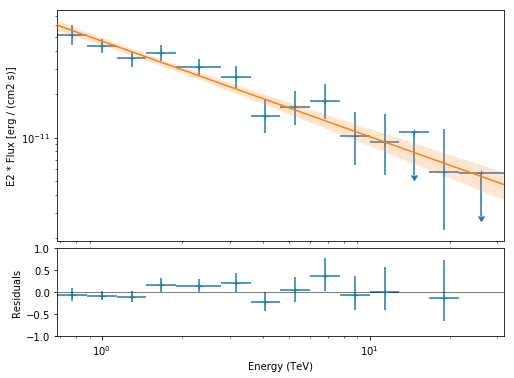 E2 * Flux [erg / (cm2 s)]
10⁻¹¹
Residuals
1.0
0.5
0.0
−0.5
−1.0
10⁰
10¹
Energy (TeV)